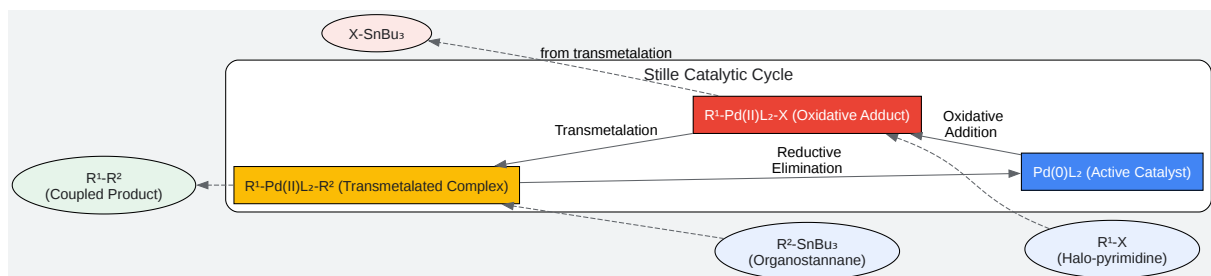 X-SnBu₃
from transmetalation
Stille Catalytic Cycle
R¹-Pd(II)L₂-X (Oxidative Adduct)
Oxidative
Addition
Transmetalation
Reductive
Elimination
R¹-R²
(Coupled Product)
R¹-Pd(II)L₂-R² (Transmetalated Complex)
Pd(0)L₂ (Active Catalyst)
R²-SnBu₃
(Organostannane)
R¹-X
(Halo-pyrimidine)